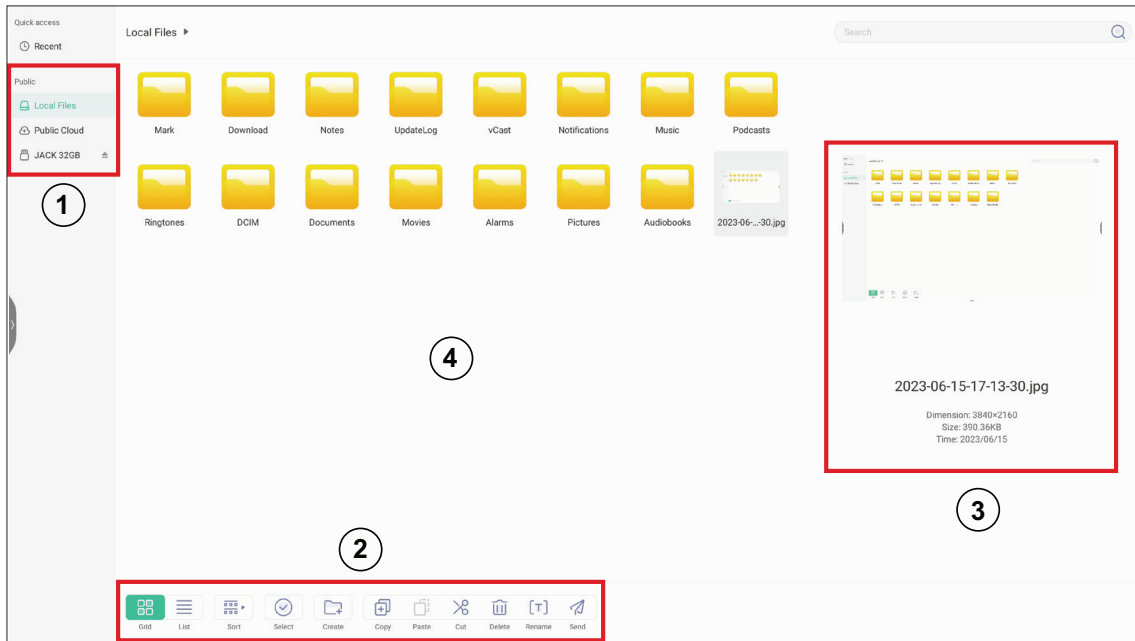 Quick access
Recent
Public
Local Files
Public Cloud
JACK 32GB
1
Local Files
Search
Mark Download Notes UpdateLog vCast Notifications Music Podcasts
Ringtones DCIM Documents Movies Alarms Pictures Audiobooks 2023-06-...-30.jpg
4
2023-06-15-17-13-30.jpg
Dimension: 3840×2160
Size: 390.36KB
Time: 2023/06/15
3
2
Grid List Sort Select Create Copy Paste Cut Delete Rename Send